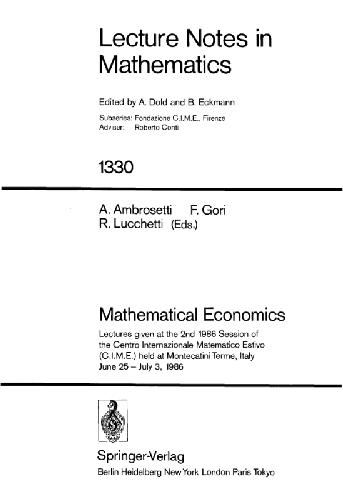 Lecture Notes in
Mathematics
Edited by A. Dold and B. Eckmann
Subseries: Fondazione C.I.M.E., Firenze
Adviser: Roberto Conti
1330
A. Ambrosetti F. Gori
R. Lucchetti (Eds.)
Mathematical Economics
Lectures given at the 2nd 1986 Session of
the Centro Internazionale Matematico Estivo
(C.I.M.E.) held at Montecatini Terme, Italy
June 25 – July 3, 1986
Springer-Verlag
Berlin Heidelberg New York London Paris Tokyo